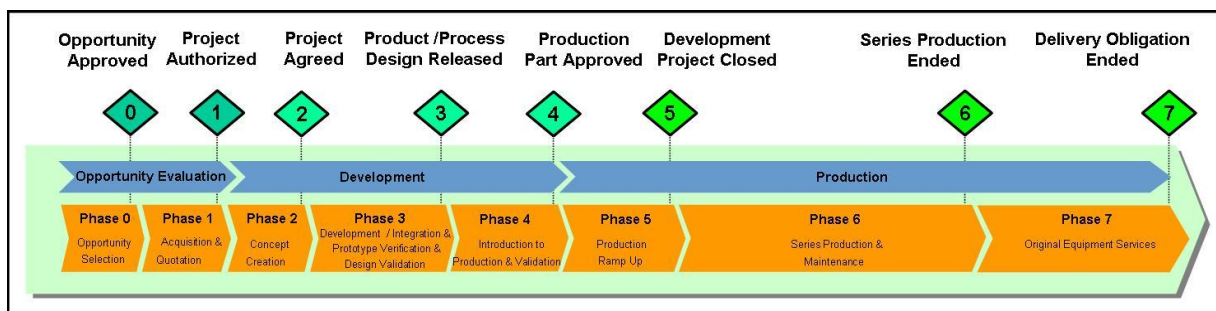 Opportunity
Approved
Project
Authorized
Project
Agreed
Product /Process
Design Released
Production
Part Approved
Development
Project Closed
Series Production
Ended
Delivery Obligation
Ended
0
1
2
3
4
5
6
7
Opportunity Evaluation
Development
Production
Phase 0
Opportunity
Selection
Phase 1
Acquisition &
Quotation
Phase 2
Concept
Creation
Phase 3
Development / Integration &
Prototype Verification &
Design Validation
Phase 4
Introduction to
Production & Validation
Phase 5
Production
Ramp Up
Phase 6
Series Production &
Maintenance
Phase 7
Original Equipment Services